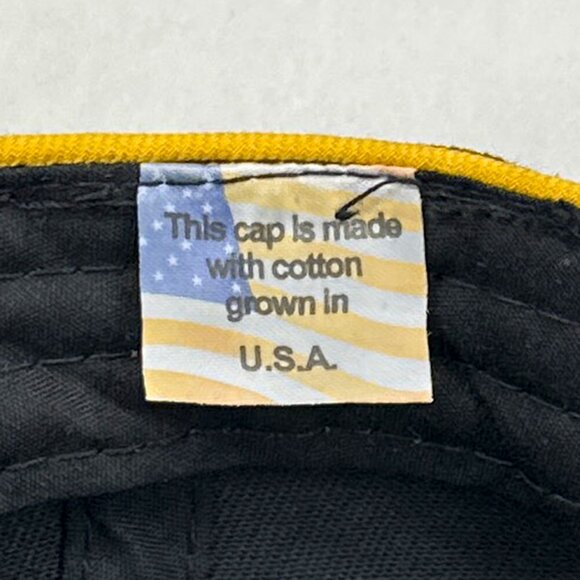 This cap is made
with cotton
grown in
U.S.A.